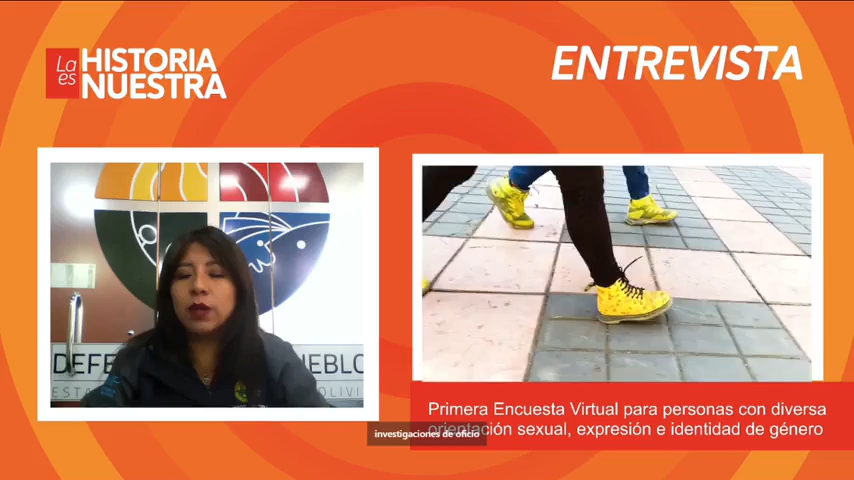 La
es
HISTORIA
NUESTRA
ENTREVISTA
DEFE
UEBLO
ESTA
BOLIVI
Primera Encuesta Virtual para personas con diversa
orientación sexual, expresión e identidad de género
investigaciones de oficio